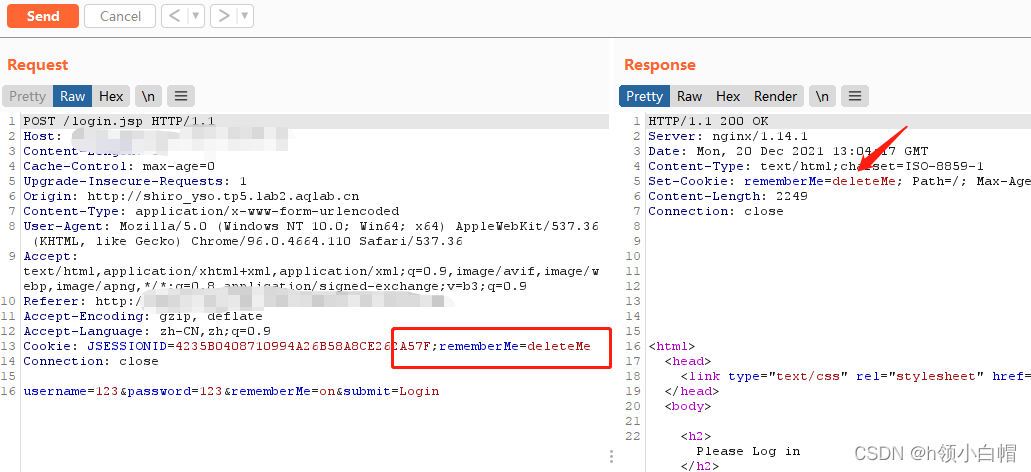 Send Cancel < ▼ > ▼
Request
Pretty Raw Hex \n
1 POST /login.jsp HTTP/1.1
2 Host:
3 Content-Length:
4 Cache-Control: max-age=0
5 Upgrade-Insecure-Requests: 1
6 Origin: http://shiro_yso.tp5.lab2.aqlab.cn
7 Content-Type: application/x-www-form-urlencoded
8 User-Agent: Mozilla/5.0 (Windows NT 10.0; Win64; x64) AppleWebKit/537.36
(KHTML, like Gecko) Chrome/96.0.4664.110 Safari/537.36
9 Accept:
text/html,application/xhtml+xml,application/xml;q=0.9,image/avif,image/w
ebp,image/apng,*/*;q=0.8,application/signed-exchange;v=b3;q=0.9
10 Referer: http:/
11 Accept-Encoding: gzip, deflate
12 Accept-Language: zh-CN,zh;q=0.9
13 Cookie: JSESSIONID=4235B0408710994A26B58A8CE262A57F;rememberMe=deleteMe
14 Connection: close
15
16 username=123&password=123&rememberMe=on&submit=Login
Response
Pretty Raw Hex Render \n
1 HTTP/1.1 200 OK
2 Server: nginx/1.14.1
3 Date: Mon, 20 Dec 2021 13:04:17 GMT
4 Content-Type: text/html;charset=ISO-8859-1
5 Set-Cookie: rememberMe=deleteMe; Path=/; Max-Age
6 Content-Length: 2249
7 Connection: close
8
9
10
11
12
13
14
15
16 <html>
17 <head>
18 <link type="text/css" rel="stylesheet" href=
19 </head>
20 <body>
21
22 <h2>
Please Log in
</h2>
CSDN @h领小白帽